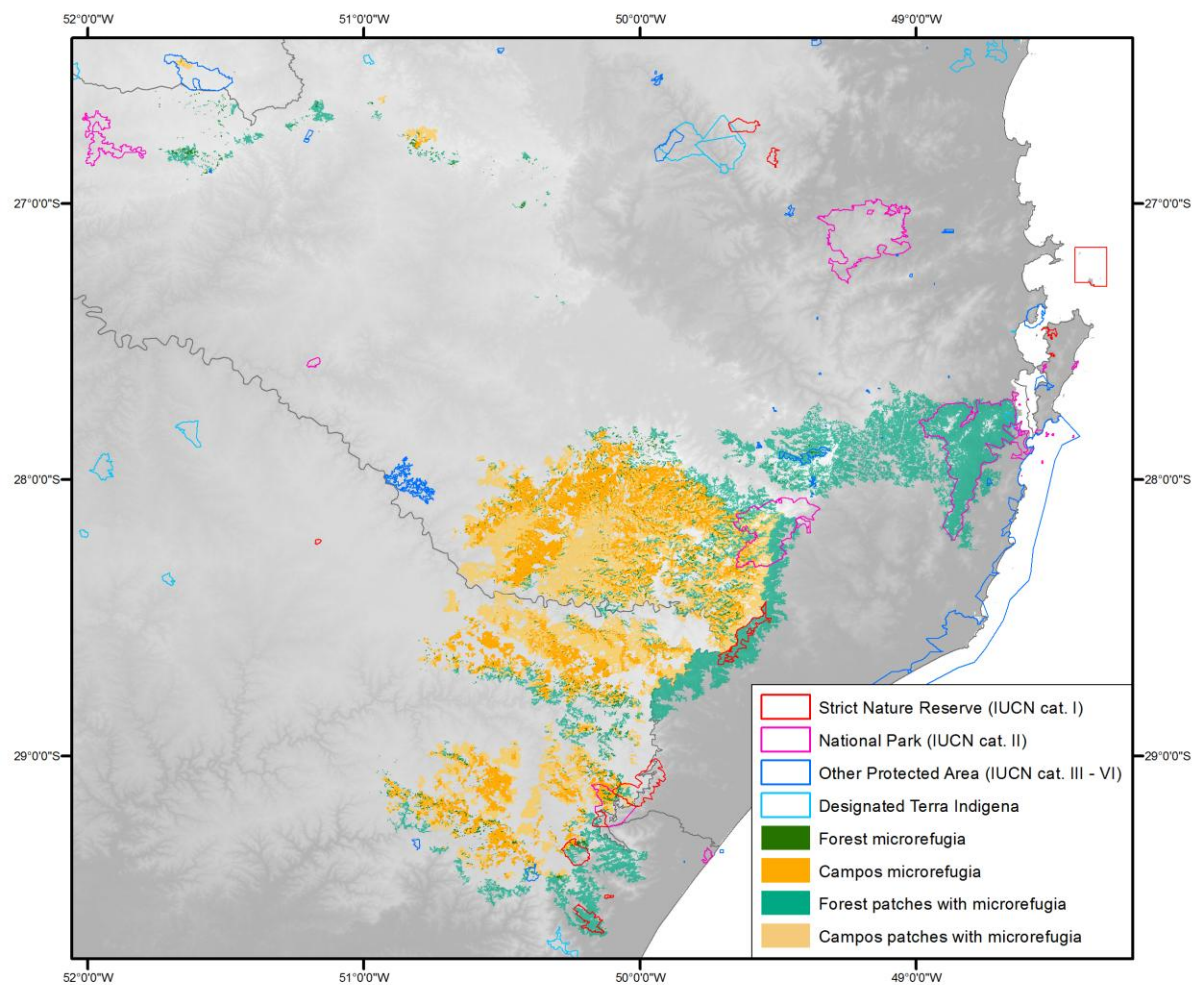 52°0'0"W 51°0'0"W 50°0'0"W 49°0'0"W
27°0'0"S 27°0'0"S
28°0'0"S 28°0'0"S
Strict Nature Reserve (IUCN cat. I)
National Park (IUCN cat. II)
29°0'0"S 29°0'0"S
Other Protected Area (IUCN cat. III - VI)
Designated Terra Indigena
Forest microrefugia
Campos microrefugia
Forest patches with microrefugia
Campos patches with microrefugia
52°0'0"W 51°0'0"W 50°0'0"W 49°0'0"W